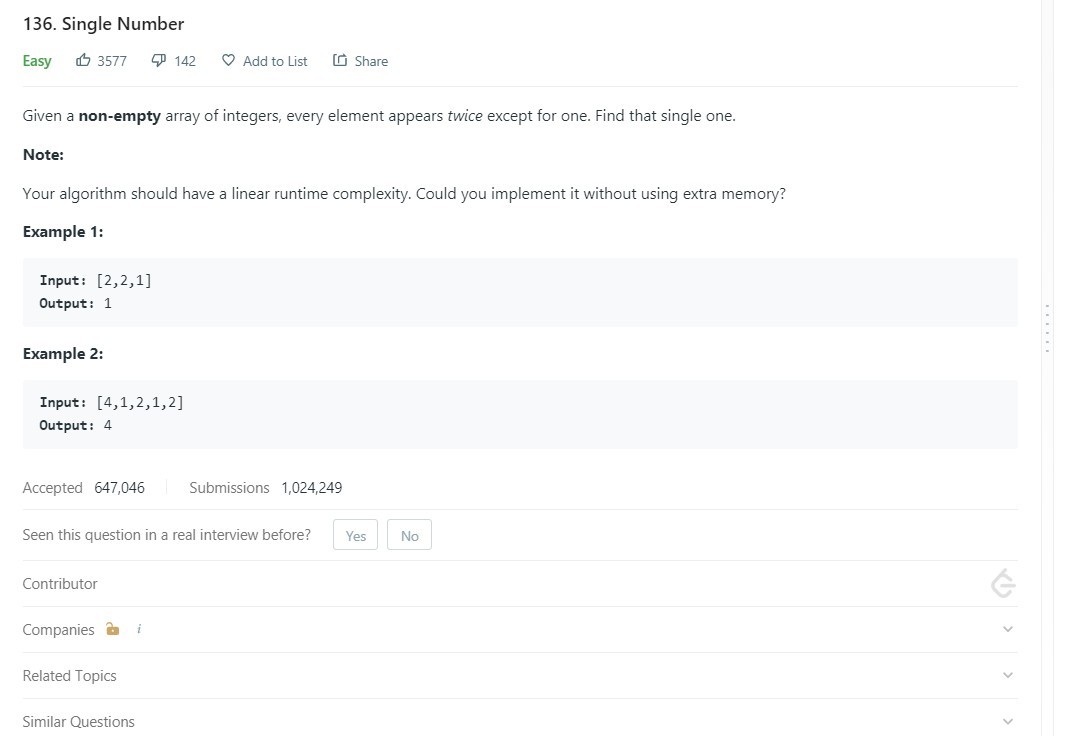 136. Single Number
Easy 3577 142 Add to List Share
Given a non-empty array of integers, every element appears twice except for one. Find that single one.
Note:
Your algorithm should have a linear runtime complexity. Could you implement it without using extra memory?
Example 1:
Input: [2,2,1]
Output: 1
Example 2:
Input: [4,1,2,1,2]
Output: 4
Accepted 647,046 Submissions 1,024,249
Seen this question in a real interview before? Yes No
Contributor
Companies i
Related Topics
Similar Questions